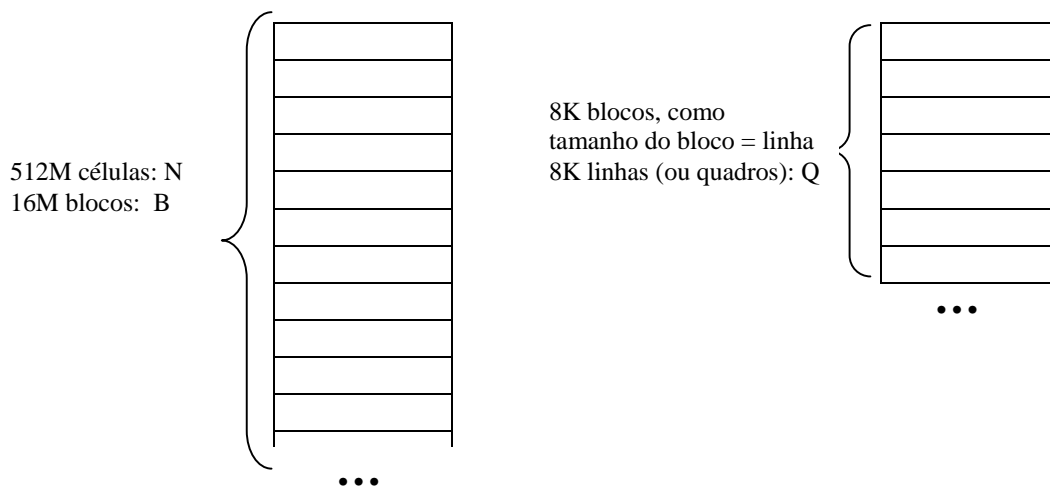 512M células: N
16M blocos: B
•••
8K blocos, como
tamanho do bloco = linha
8K linhas (ou quadros): Q
•••